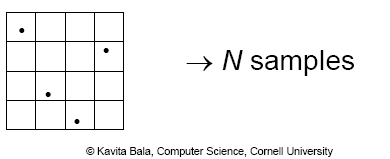 → N samples
© Kavita Bala, Computer Science, Cornell University